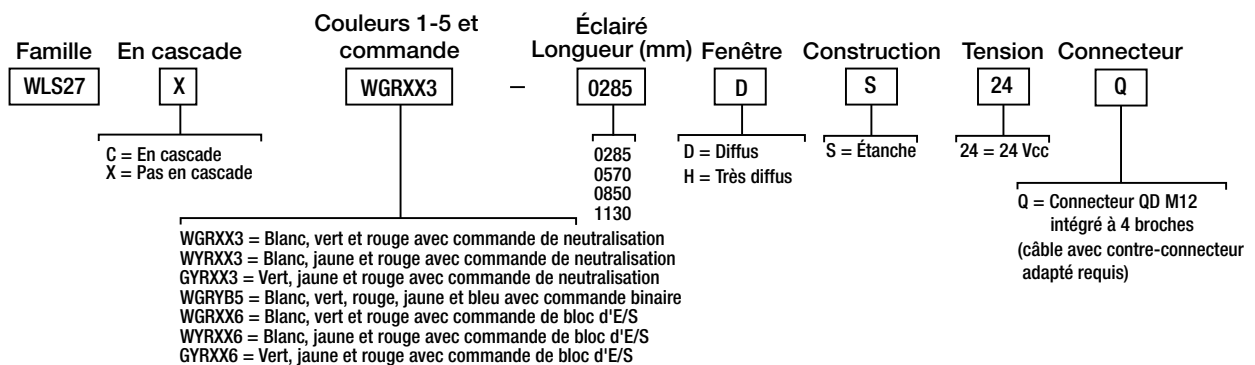 Famille
En cascade
Couleurs 1-5 et
commande
Éclairé
Longueur (mm)
Fenêtre
Construction
Tension
Connecteur
WLS27
X
WGRXX3
–
0285
D
S
24
Q
C = En cascade
X = Pas en cascade
0285
0570
0850
1130
D = Diffus
H = Très diffus
S = Étanche
24 = 24 Vcc
Q = Connecteur QD M12
intégré à 4 broches
(câble avec contre-connecteur
adapté requis)
WGRXX3 = Blanc, vert et rouge avec commande de neutralisation
WYRXX3 = Blanc, jaune et rouge avec commande de neutralisation
GYRXX3 = Vert, jaune et rouge avec commande de neutralisation
WGRYB5 = Blanc, vert, rouge, jaune et bleu avec commande binaire
WGRXX6 = Blanc, vert et rouge avec commande de bloc d'E/S
WYRXX6 = Blanc, jaune et rouge avec commande de bloc d'E/S
GYRXX6 = Vert, jaune et rouge avec commande de bloc d'E/S